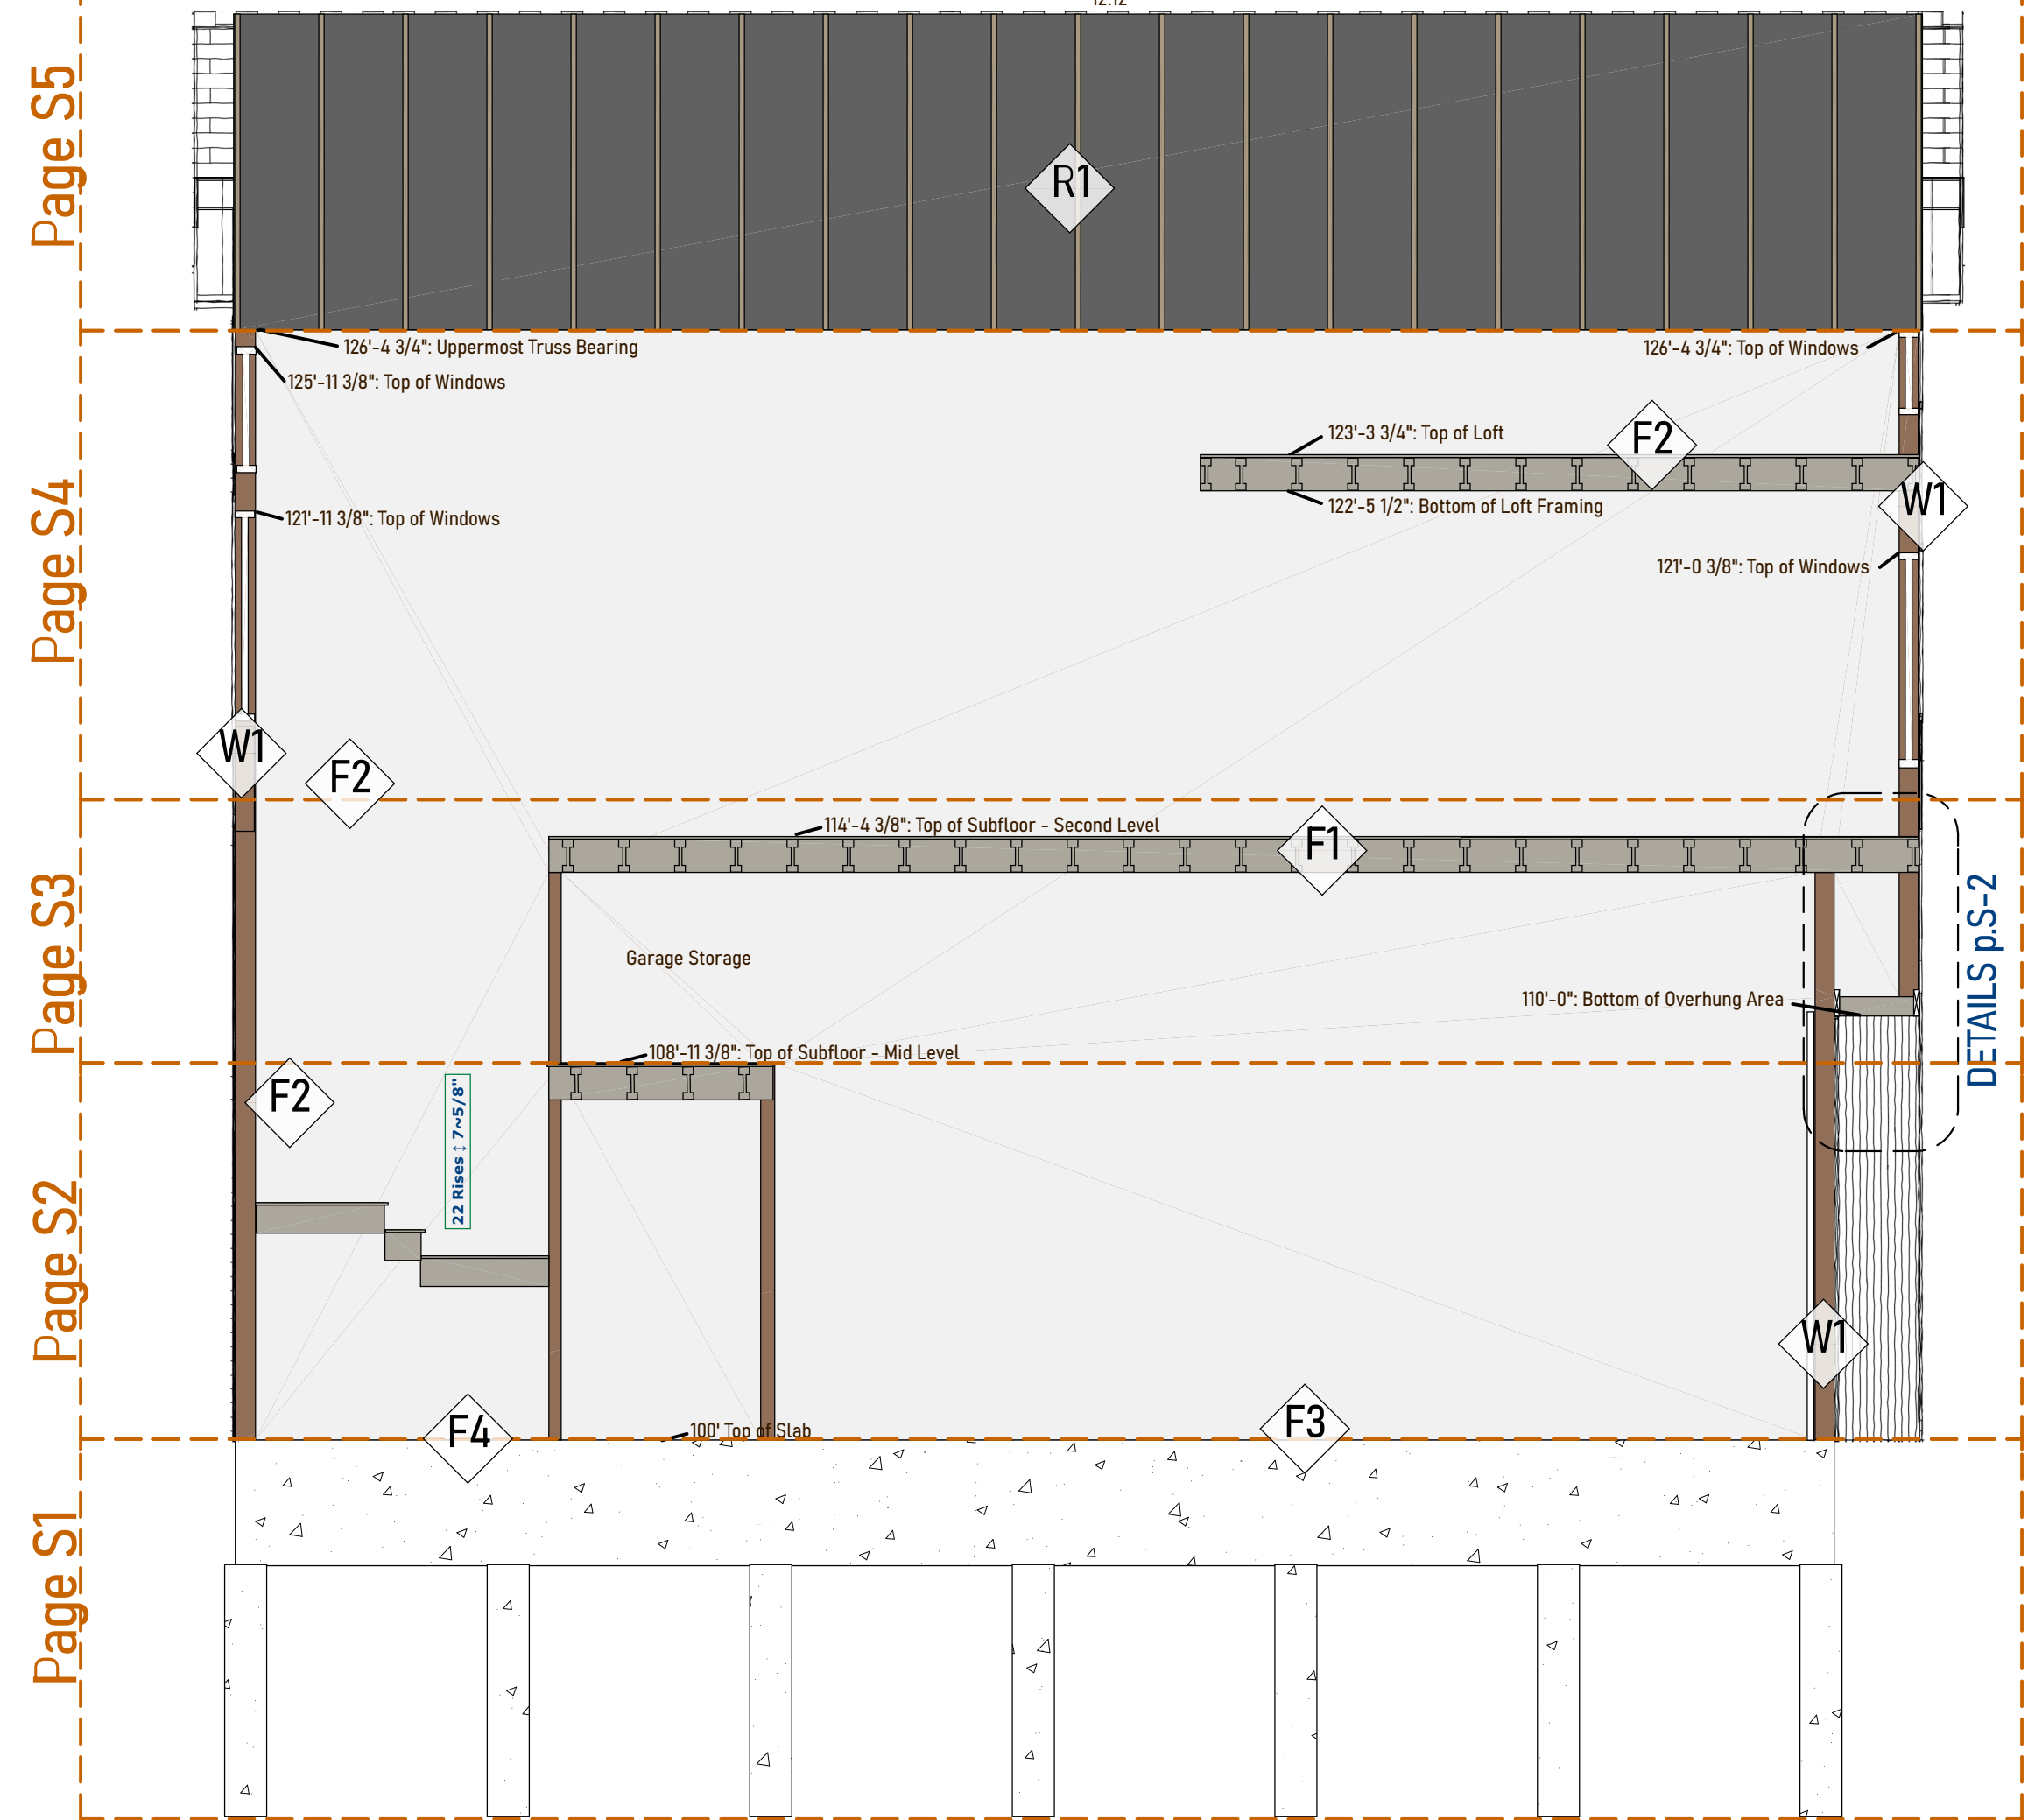 12:12
Page S5
R1
126'-4 3/4": Uppermost Truss Bearing
126'-4 3/4": Top of Windows
125'-11 3/8": Top of Windows
123'-3 3/4": Top of Loft
F2
Page S4
W1
122'-5 1/2": Bottom of Loft Framing
121'-11 3/8": Top of Windows
121'-0 3/8": Top of Windows
W1
F2
114'-4 3/8": Top of Subfloor - Second Level
F1
Page S3
Garage Storage
DETAILS p.S-2
110'-0": Bottom of Overhung Area
108'-11 3/8": Top of Subfloor - Mid Level
F2
22 Rises ↕ 7~5/8"
Page S2
W1
F4
100' Top of Slab
F3
Page S1